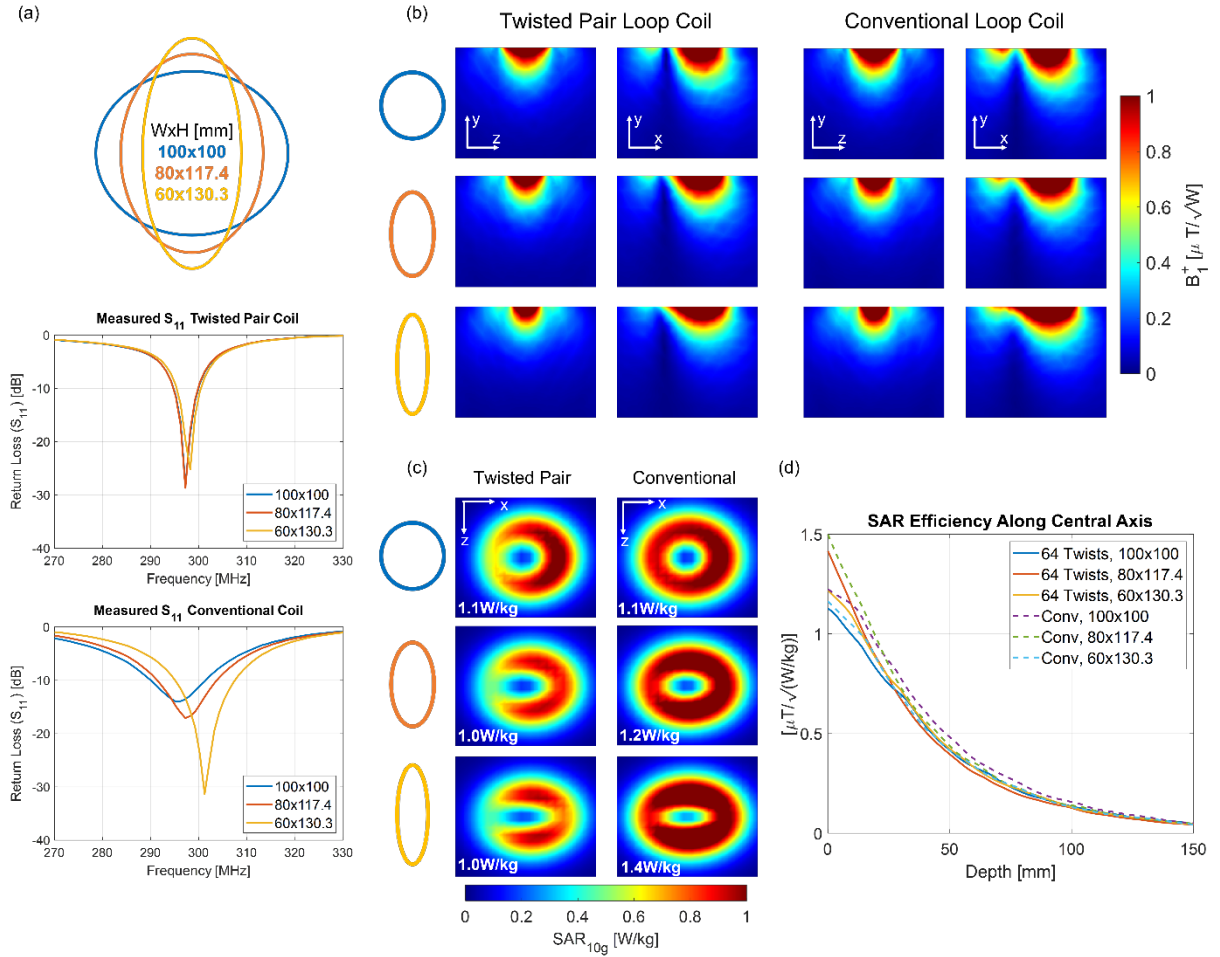 (a)
WxH [mm]
100x100
80x117.4
60x130.3
Measured S11 Twisted Pair Coil
Return Loss (S11) [dB]
0
-10
-20
-30
-40
270 280 290 300 310 320 330
Frequency [MHz]
100x100
80x117.4
60x130.3
Measured S11 Conventional Coil
Return Loss (S11) [dB]
0
-10
-20
-30
-40
270 280 290 300 310 320 330
Frequency [MHz]
100x100
80x117.4
60x130.3
(b)
Twisted Pair Loop Coil
Conventional Loop Coil
y
z
y
x
y
z
y
x
1
0.8
0.6
0.4
0.2
0
B1+ [μ T/√W]
(c)
Twisted Pair
Conventional
x
z
1.1W/kg
1.1W/kg
1.0W/kg
1.2W/kg
1.0W/kg
1.4W/kg
0 0.2 0.4 0.6 0.8 1
SAR10g [W/kg]
(d)
SAR Efficiency Along Central Axis
[μT/√(W/kg)]
1.5
1
0.5
0
0 50 100 150
Depth [mm]
64 Twists, 100x100
64 Twists, 80x117.4
64 Twists, 60x130.3
Conv, 100x100
Conv, 80x117.4
Conv, 60x130.3